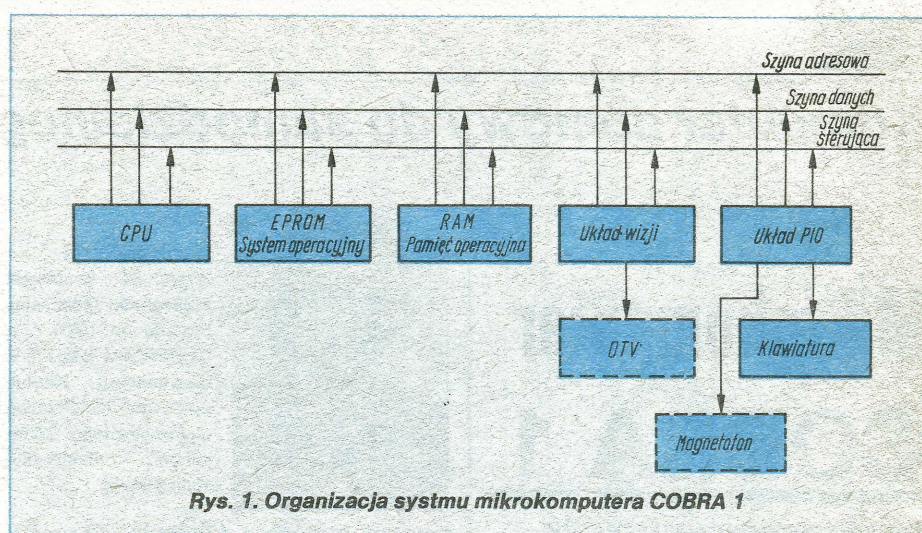 Szyna adresowa
Szyna danych
Szyna
sterująca
CPU
EPROM
System operacyjny
RAM
Pamięć operacyjna
Układ wizji
Układ PIO
OTV
Klawiatura
Magnetofon
Rys. 1. Organizacja systmu mikrokomputera COBRA 1